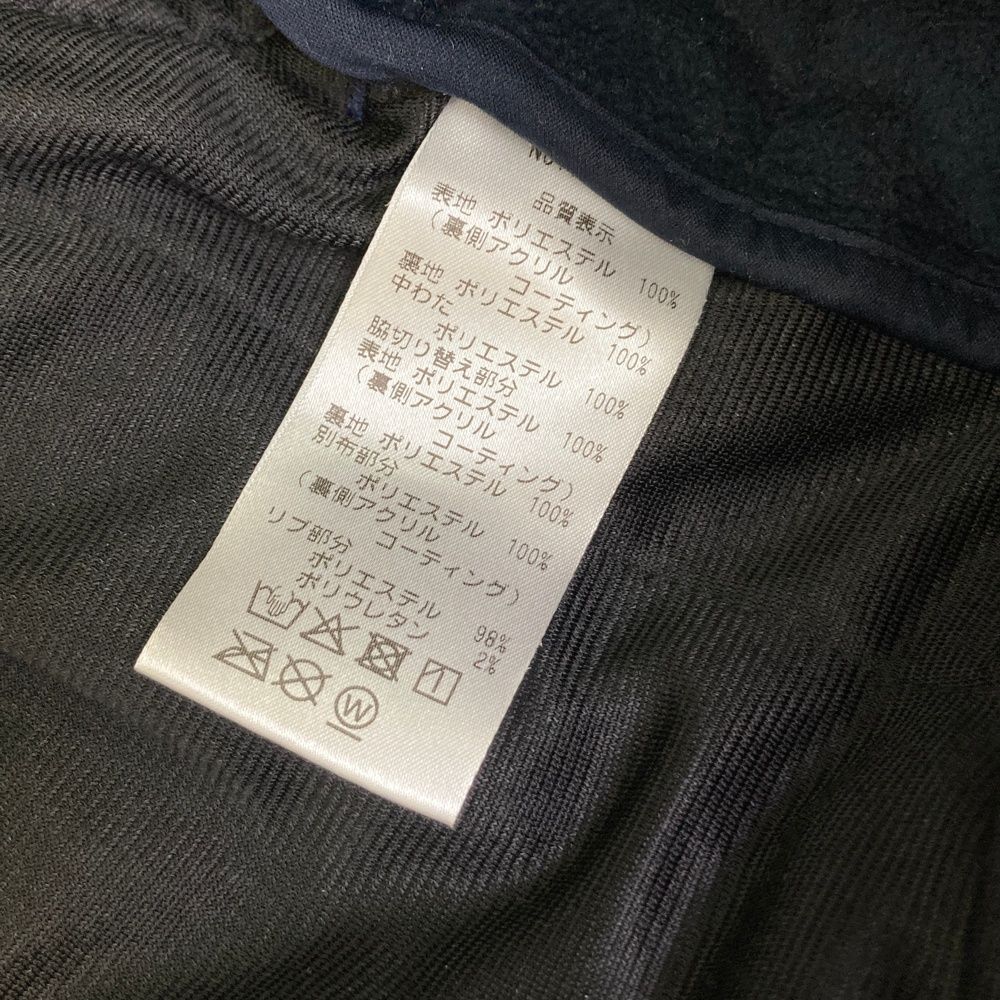 品質表示
表地 ポリエステル 100%
(裏側アクリル
コーティング)
裏地 ポリエステル 100%
中わた
ポリエステル 100%
脇切り替え部分
表地 ポリエステル 100%
(裏側アクリル
コーティング)
裏地 ポリエステル 100%
別布部分
ポリエステル 100%
(裏側アクリル
コーティング)
リブ部分
ポリエステル 98%
ポリウレタン 2%
W